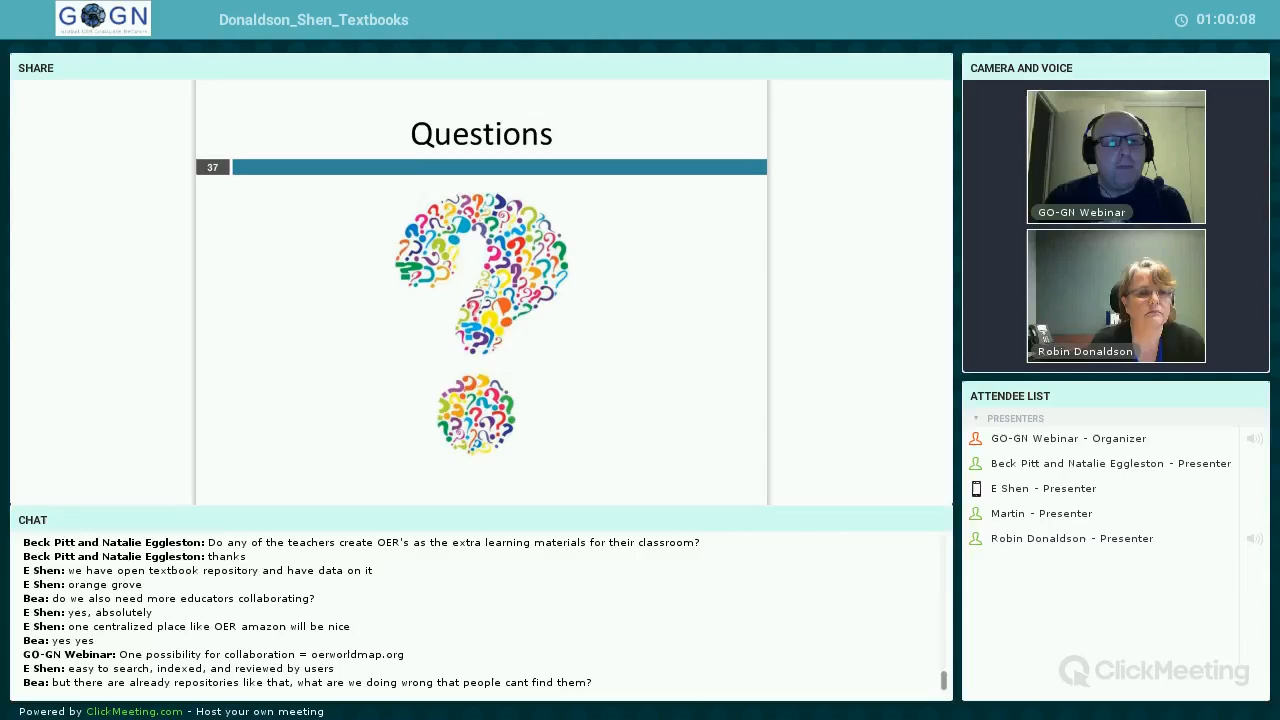 GO GN
Global OER Graduate Network
Donaldson_Shen_Textbooks
01:00:08
SHARE
Questions
37
CAMERA AND VOICE
GO-GN Webinar
Robin Donaldson
ATTENDEE LIST
PRESENTERS
GO-GN Webinar - Organizer
Beck Pitt and Natalie Eggleston - Presenter
E Shen - Presenter
Martin - Presenter
Robin Donaldson - Presenter
CHAT
Beck Pitt and Natalie Eggleston: Do any of the teachers create OER's as the extra learning materials for their classroom?
Beck Pitt and Natalie Eggleston: thanks
E Shen: we have open textbook repository and have data on it
E Shen: orange grove
Bea: do we also need more educators collaborating?
E Shen: yes, absolutely
E Shen: one centralized place like OER amazon will be nice
Bea: yes yes
GO-GN Webinar: One possibility for collaboration = oerworldmap.org
E Shen: easy to search, indexed, and reviewed by users
Bea: but there are already repositories like that, what are we doing wrong that people cant find them?
ClickMeeting
Powered by ClickMeeting.com - Host your own meeting